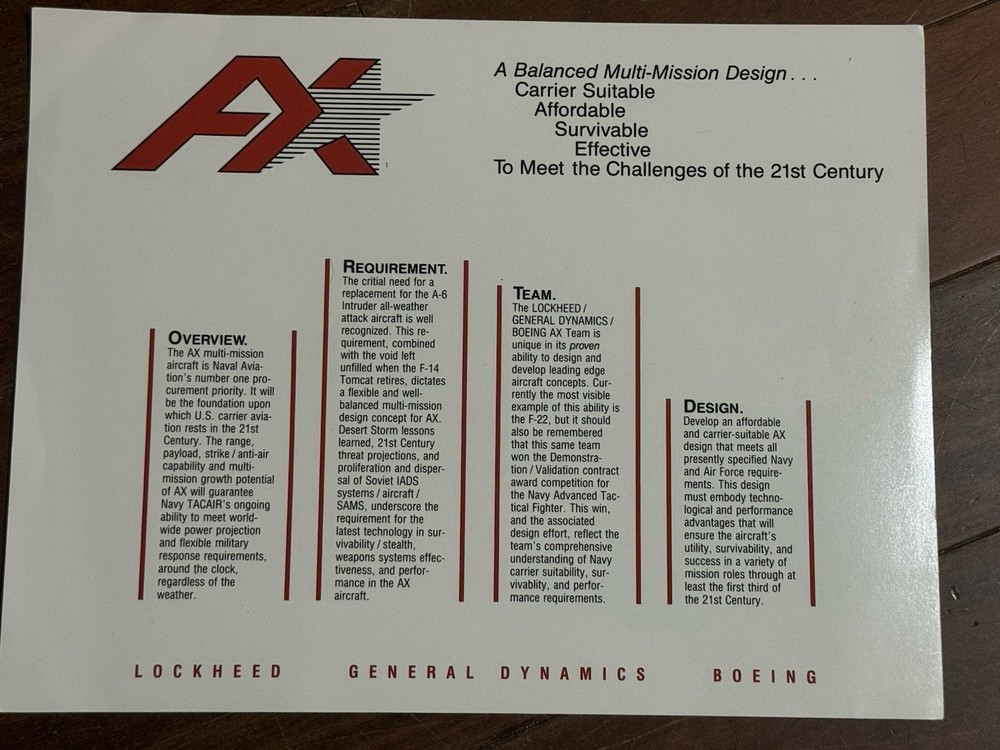 AX
A Balanced Multi-Mission Design . . .
Carrier Suitable
Affordable
Survivable
Effective
To Meet the Challenges of the 21st Century
OVERVIEW.
The AX multi-mission
aircraft is Naval Avia-
tion's number one pro-
curement priority. It will
be the foundation upon
which U.S. carrier avia-
tion rests in the 21st
Century. The range,
payload, strike / anti-air
capability and multi-
mission growth potential
of AX will guarantee
Navy TACAIR's ongoing
ability to meet world-
wide power projection
and flexible military
response requirements,
around the clock,
regardless of the
weather.
REQUIREMENT.
The critial need for a
replacement for the A-6
Intruder all-weather
attack aircraft is well
recognized. This re-
quirement, combined
with the void left
unfilled when the F-14
Tomcat retires, dictates
a flexible and well-
balanced multi-mission
design concept for AX.
Desert Storm lessons
learned, 21st Century
threat projections, and
proliferation and disper-
sal of Soviet IADS
systems / aircraft /
SAMS, underscore the
requirement for the
latest technology in sur-
vivability / stealth,
weapons systems effec-
tiveness, and perfor-
mance in the AX
aircraft.
TEAM.
The LOCKHEED /
GENERAL DYNAMICS /
BOEING AX Team is
unique in its proven
ability to design and
develop leading edge
aircraft concepts. Cur-
rently the most visible
example of this ability is
the F-22, but it should
also be remembered
that this same team
won the Demonstra-
tion / Validation contract
award competition for
the Navy Advanced Tac-
tical Fighter. This win,
and the associated
design effort, reflect the
team's comprehensive
understanding of Navy
carrier suitability, sur-
vivablity, and perfor-
mance requirements.
DESIGN.
Develop an affordable
and carrier-suitable AX
design that meets all
presently specified Navy
and Air Force require-
ments. This design
must embody techno-
logical and performance
advantages that will
ensure the aircraft's
utility, survivability, and
success in a variety of
mission roles through at
least the first third of
the 21st Century.
LOCKHEED GENERAL DYNAMICS BOEING